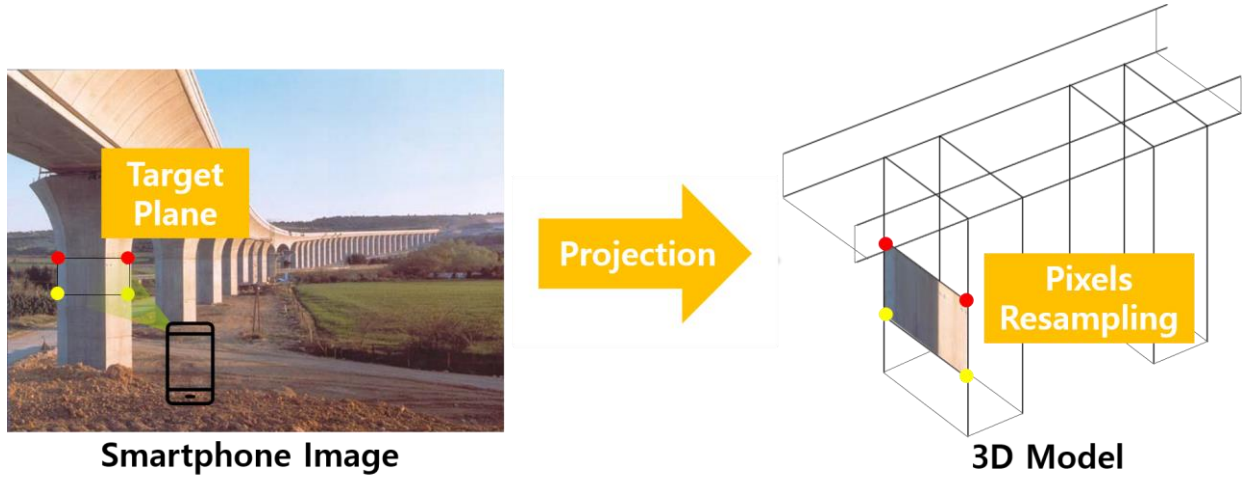 Target
Plane
Projection
Pixels
Resampling
Smartphone Image
3D Model